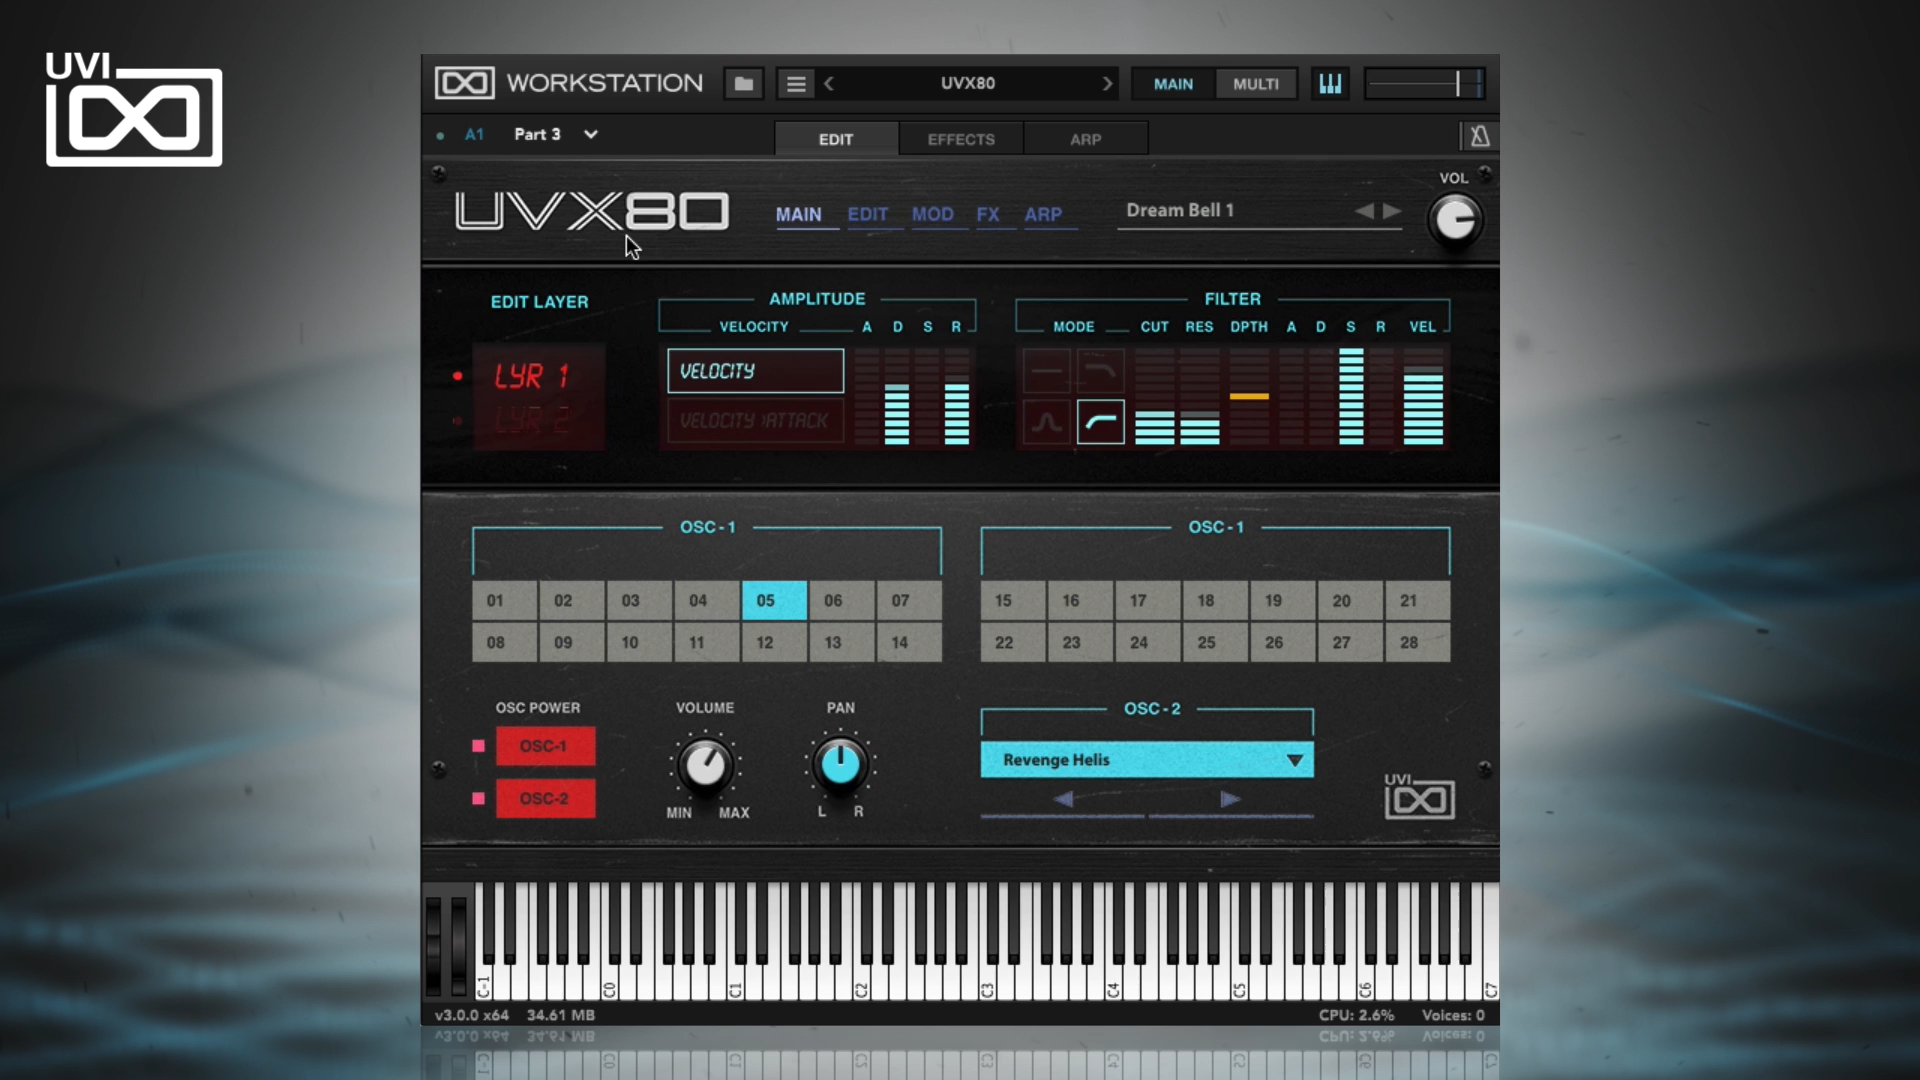 UVI
WORKSTATION
UVX80
MAIN
MULTI
A1
Part 3
EDIT
EFFECTS
ARP
UVX80
MAIN
EDIT
MOD
FX
ARP
Dream Bell 1
VOL
EDIT LAYER
LYR 1
LYR 2
AMPLITUDE
VELOCITY A D S R
VELOCITY
VELOCITY >ATTACK
FILTER
MODE CUT RES DPTH A D S R VEL
OSC-1
01 02 03 04 05 06 07
08 09 10 11 12 13 14
OSC-1
15 16 17 18 19 20 21
22 23 24 25 26 27 28
OSC POWER
OSC-1
OSC-2
VOLUME
MIN MAX
PAN
L R
OSC-2
Revenge Helis
UVI
C-1 C0 C1 C2 C3 C4 C5 C6 C7
v3.0.0 x64 34.61 MB
CPU: 2.6% Voices: 0